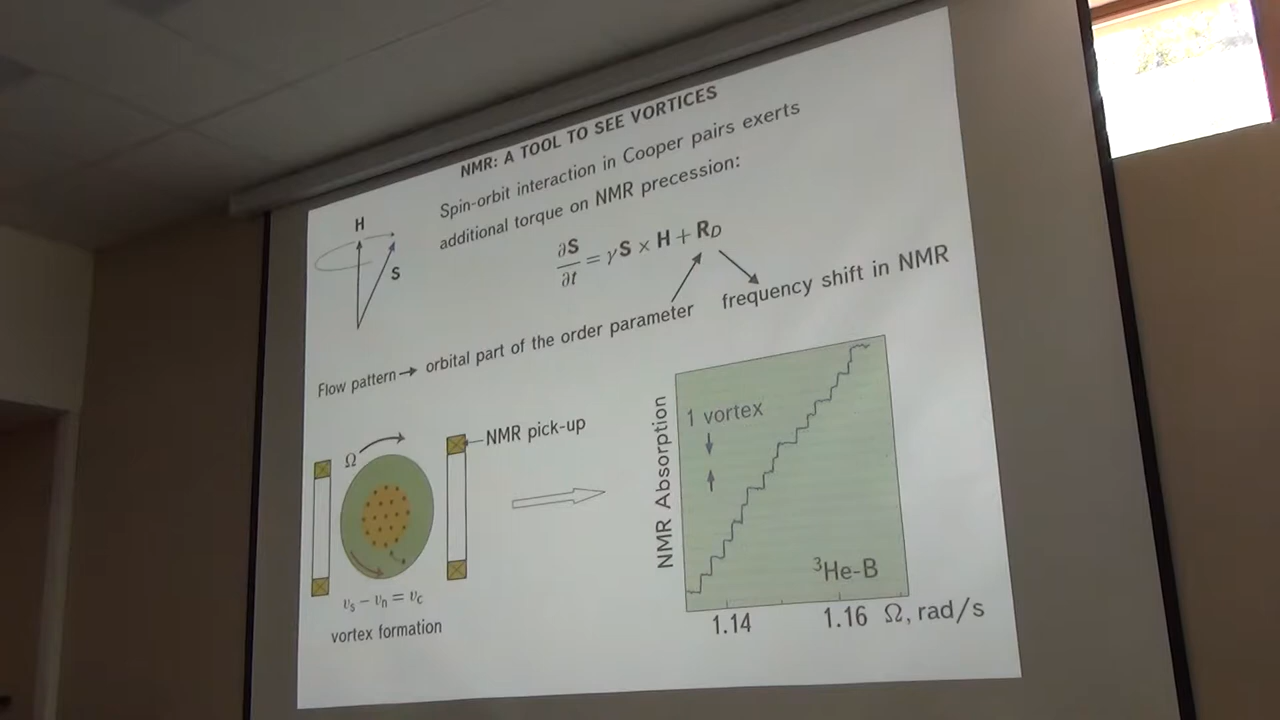 NMR: A TOOL TO SEE VORTICES
Spin-orbit interaction in Cooper pairs exerts
additional torque on NMR precession:
H
S
∂S/∂t = γS × H + R_D
frequency shift in NMR
Flow pattern → orbital part of the order parameter
Ω
NMR pick-up
v_s − v_n = v_c
vortex formation
NMR Absorption
1 vortex
³He-B
1.14
1.16
Ω, rad/s